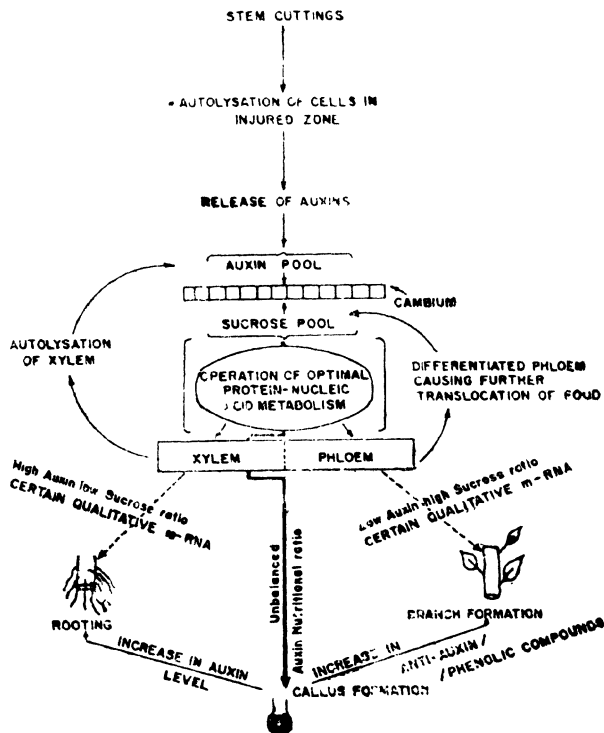 STEM CUTTINGS
AUTOLYSATION OF CELLS IN
INJURED ZONE
RELEASE OF AUXINS
AUXIN POOL
CAMBIUM
SUCROSE POOL
AUTOLYSATION
OF XYLEM
OPERATION OF OPTIMAL
PROTEIN-NUCLEIC
ACID METABOLISM
DIFFERENTIATED PHLOEM
CAUSING FURTHER
TRANSLOCATION OF FOOD
XYLEM
PHLOEM
High Auxin low Sucrose ratio
CERTAIN QUALITATIVE m-RNA
Low Auxin-high Sucrose ratio
CERTAIN QUALITATIVE m-RNA
Unbalanced
Auxin Nutritional ratio
ROOTING
BRANCH FORMATION
INCREASE IN AUXIN
LEVEL
INCREASE IN
ANTI-AUXIN/
/PHENOLIC COMPOUNDS
CALLUS FORMATION